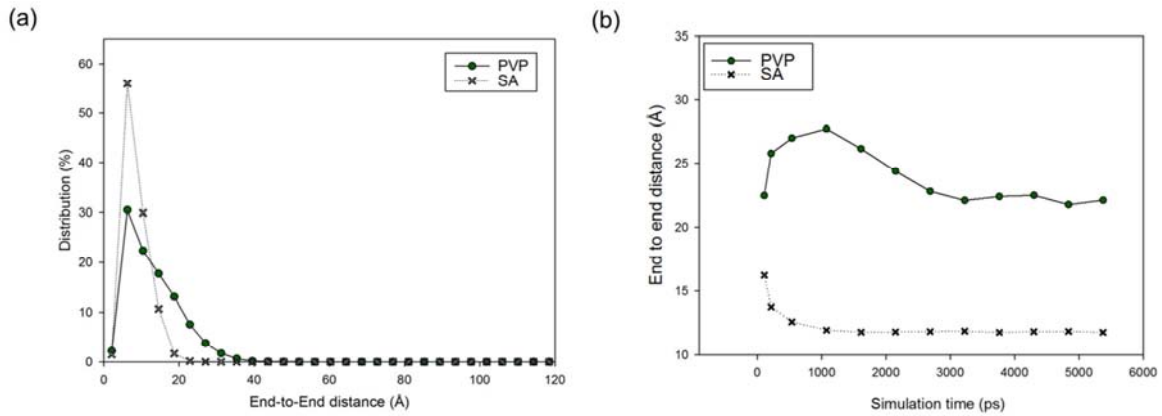 (a)
PVP
SA
60
50
40
30
20
10
0
Distribution (%)
0 20 40 60 80 100 120
End-to-End distance (Å)
(b)
PVP
SA
35
30
25
20
15
10
End to end distance (Å)
0 1000 2000 3000 4000 5000 6000
Simulation time (ps)